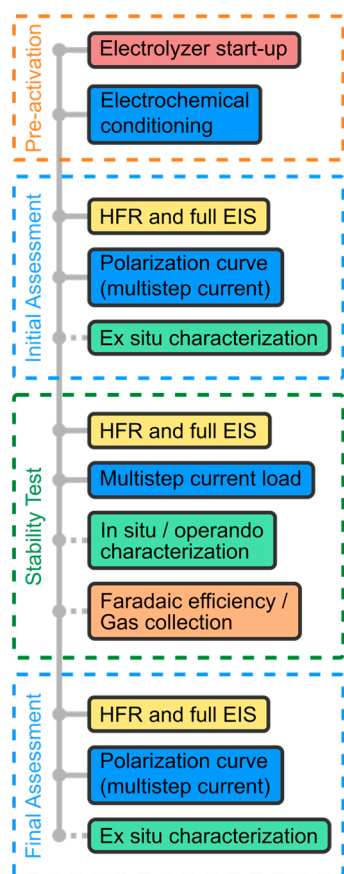 Pre-activation
Electrolyzer start-up
Electrochemical
conditioning
Initial Assessment
HFR and full EIS
Polarization curve
(multistep current)
Ex situ characterization
Stability Test
HFR and full EIS
Multistep current load
In situ / operando
characterization
Faradaic efficiency /
Gas collection
Final Assessment
HFR and full EIS
Polarization curve
(multistep current)
Ex situ characterization